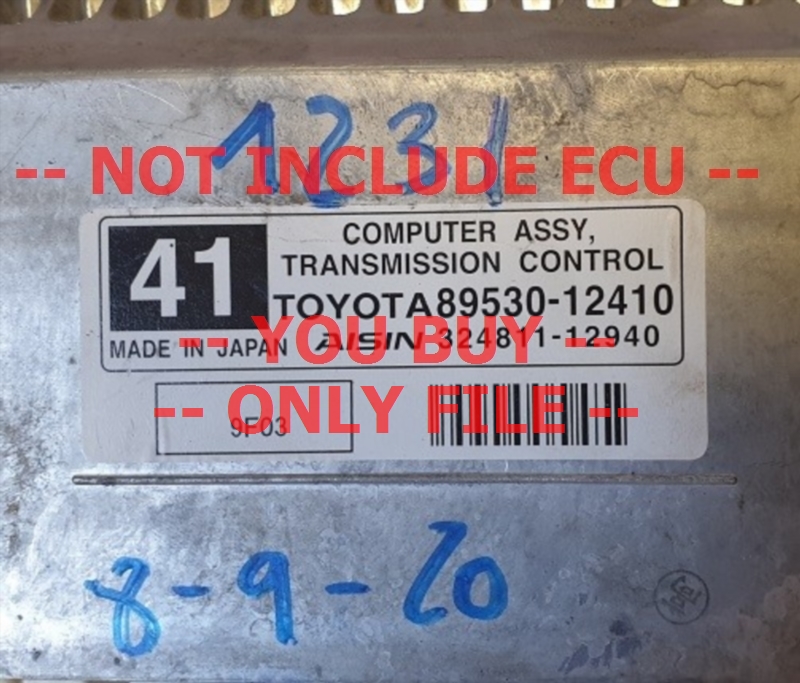 1231
-- NOT INCLUDE ECU --
41
COMPUTER ASSY,
TRANSMISSION CONTROL
TOYOTA 89530-12410
-- YOU BUY --
MADE IN JAPAN AISIN 324811-12940
-- ONLY FILE --
9F03
8-9-20